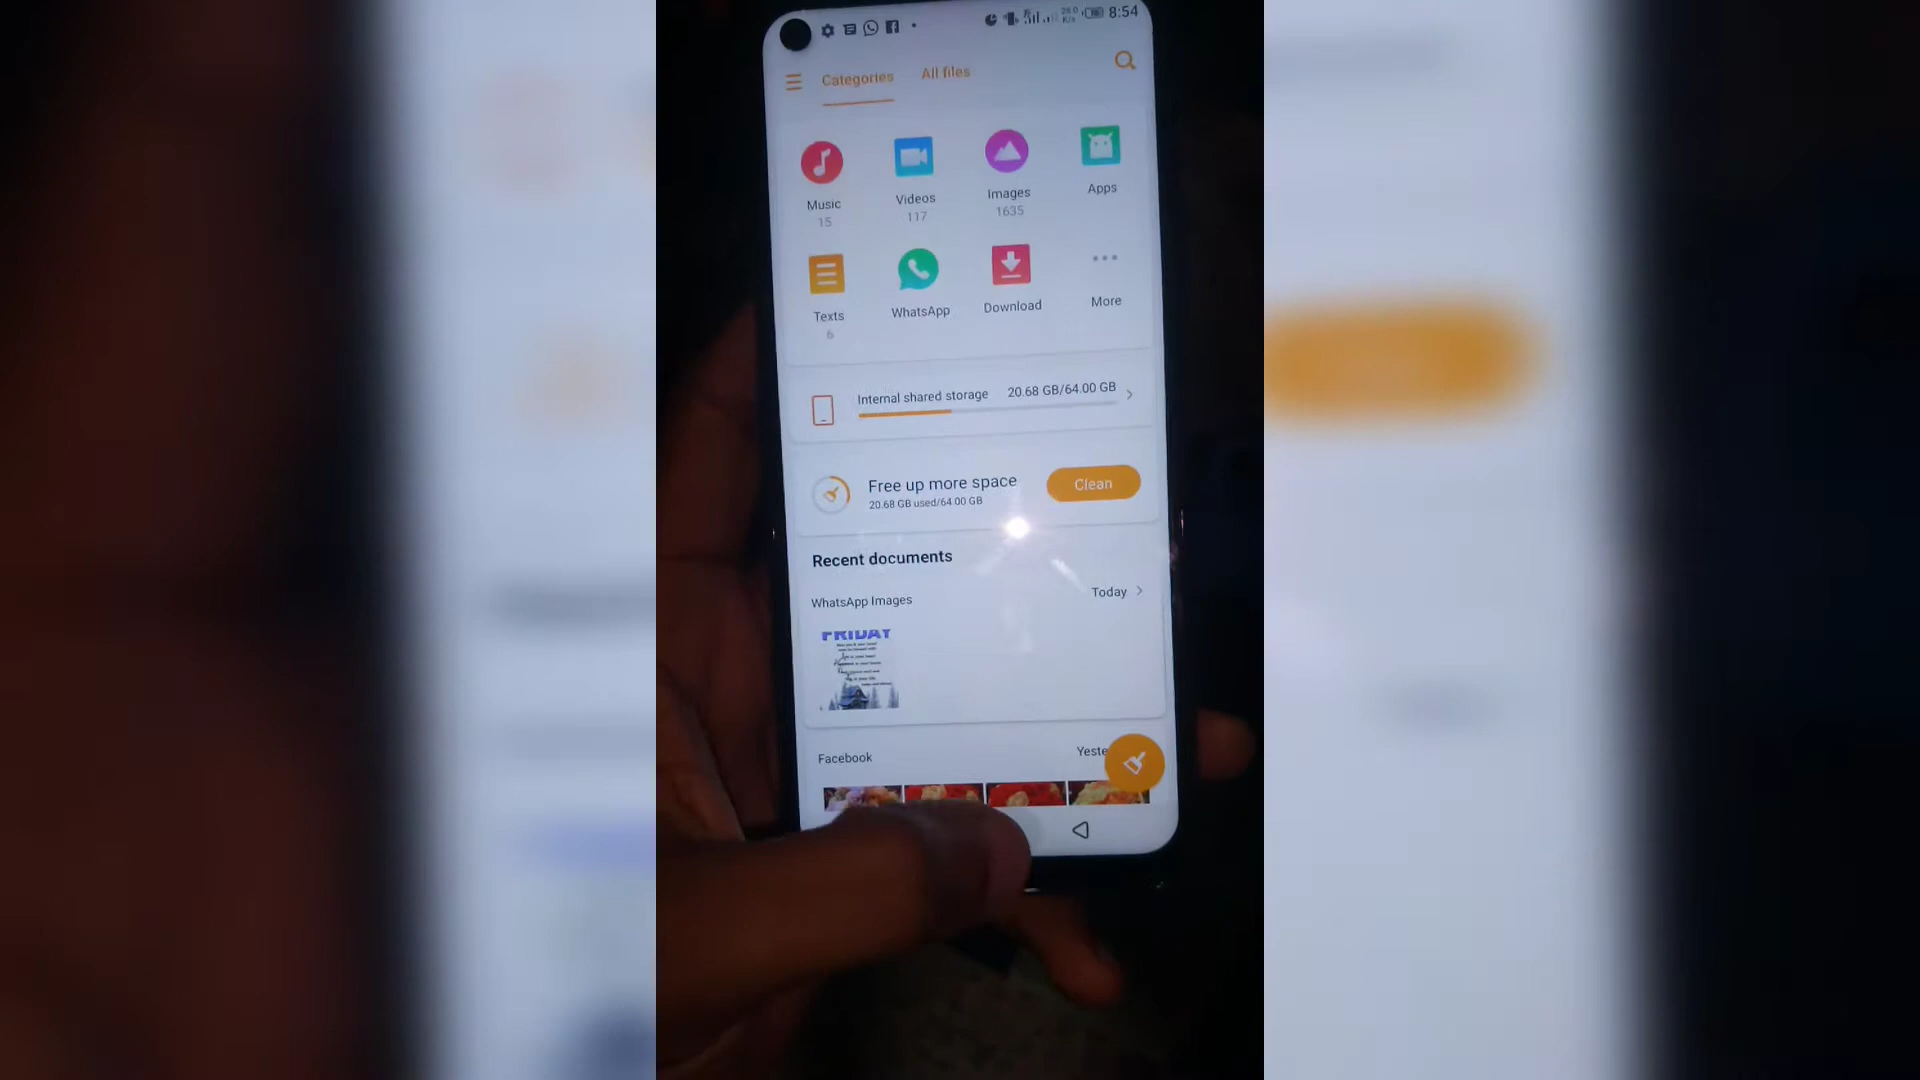 8:54
Categories All files
Music Videos Images Apps
15 117 1635
Texts WhatsApp Download More
6
Internal shared storage 20.68 GB/64.00 GB
Free up more space Clean
20.68 GB used/64.00 GB
Recent documents
WhatsApp Images Today
FRIDAY
Facebook Yeste